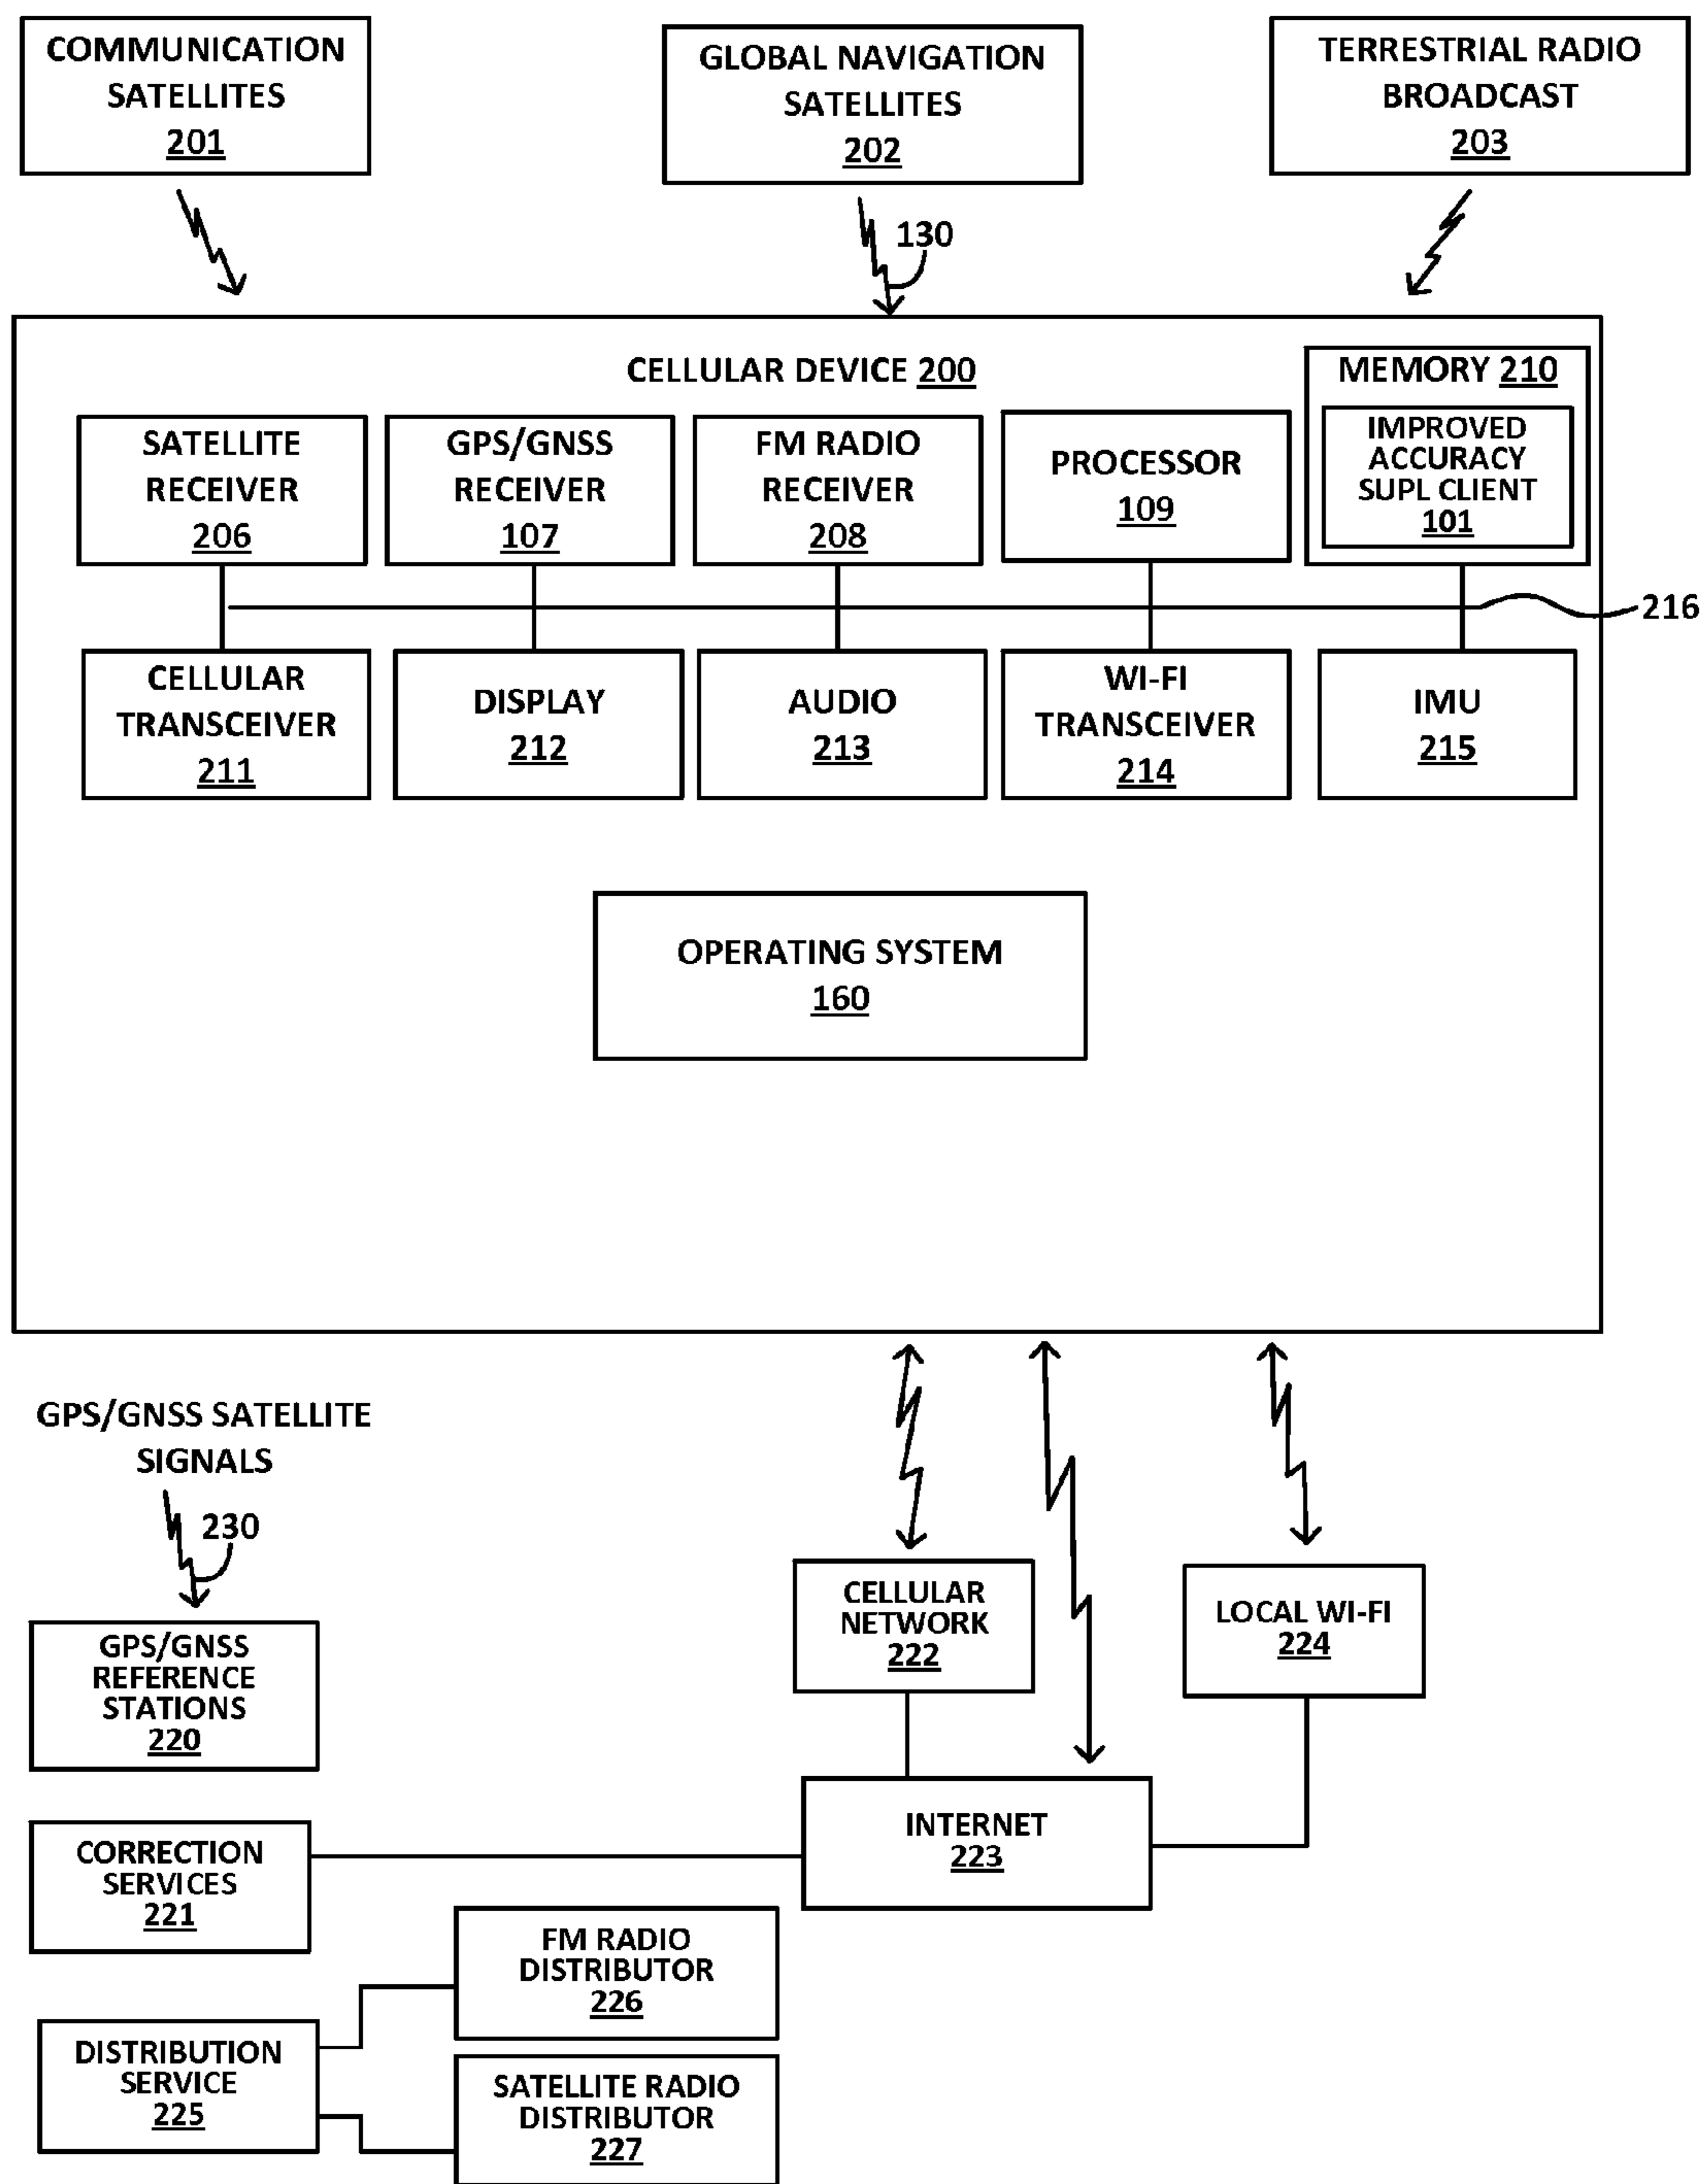 COMMUNICATION
SATELLITES
201
GLOBAL NAVIGATION
SATELLITES
202
TERRESTRIAL RADIO
BROADCAST
203
130
CELLULAR DEVICE 200
MEMORY 210
IMPROVED
ACCURACY
SUPL CLIENT
101
SATELLITE
RECEIVER
206
GPS/GNSS
RECEIVER
107
FM RADIO
RECEIVER
208
PROCESSOR
109
216
CELLULAR
TRANSCEIVER
211
DISPLAY
212
AUDIO
213
WI-FI
TRANSCEIVER
214
IMU
215
OPERATING SYSTEM
160
GPS/GNSS SATELLITE
SIGNALS
230
GPS/GNSS
REFERENCE
STATIONS
220
CELLULAR
NETWORK
222
LOCAL WI-FI
224
CORRECTION
SERVICES
221
INTERNET
223
FM RADIO
DISTRIBUTOR
226
DISTRIBUTION
SERVICE
225
SATELLITE RADIO
DISTRIBUTOR
227